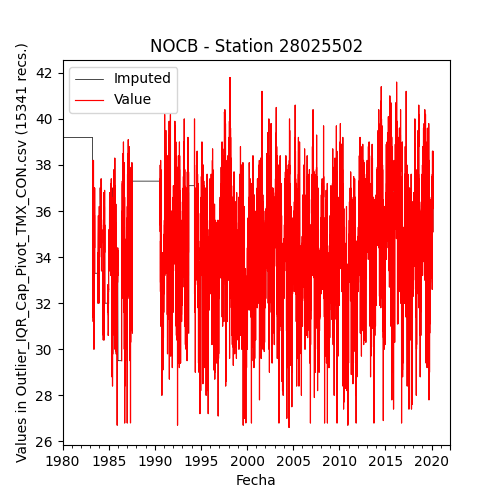 NOCB - Station 28025502
Imputed
Value
Values in Outlier_IQR_Cap_Pivot_TMX_CON.csv (15341 recs.)
42
40
38
36
34
32
30
28
26
1980 1985 1990 1995 2000 2005 2010 2015 2020
Fecha